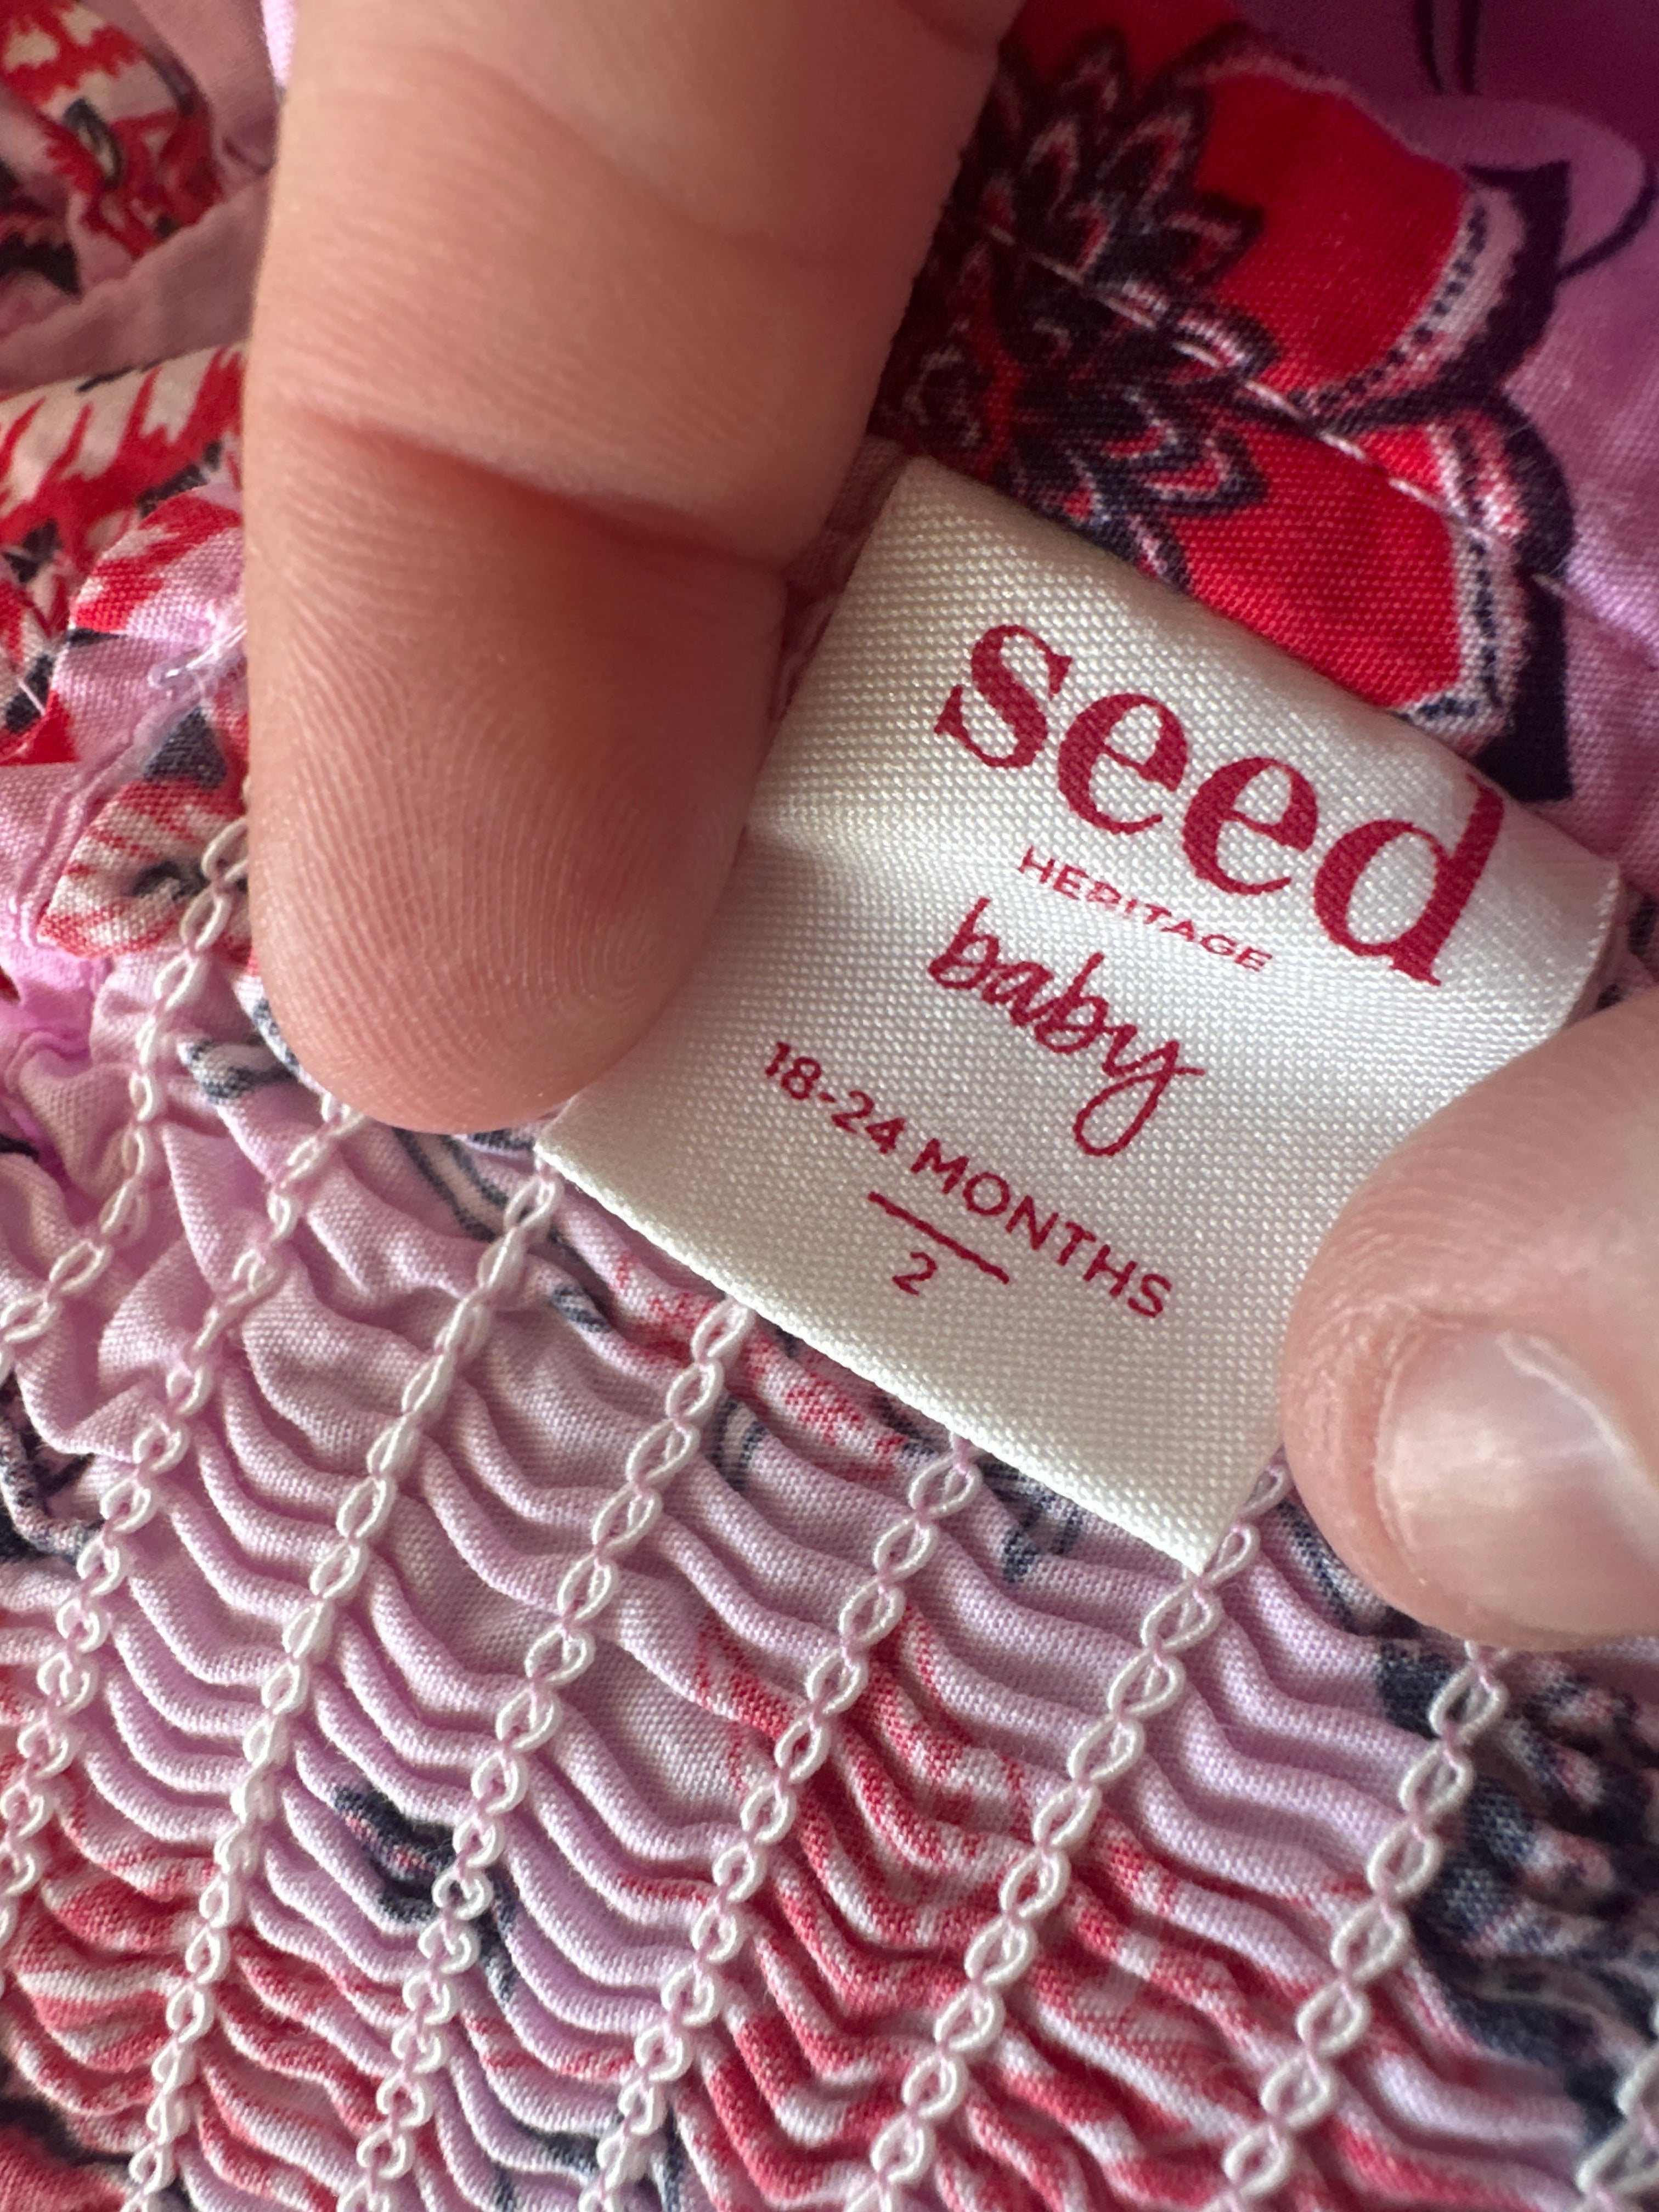 seed
HERITAGE
baby
18-24 MONTHS
2